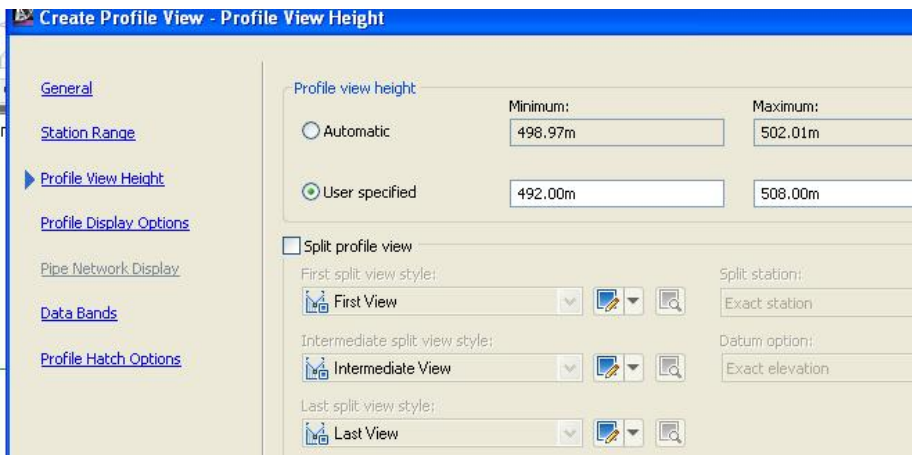 Create Profile View - Profile View Height
General
Station Range
Profile View Height
Profile Display Options
Pipe Network Display
Data Bands
Profile Hatch Options
Profile view height
Minimum: Maximum:
Automatic 498.97m 502.01m
User specified 492.00m 508.00m
Split profile view
First split view style: Split station:
First View Exact station
Intermediate split view style: Datum option:
Intermediate View Exact elevation
Last split view style:
Last View